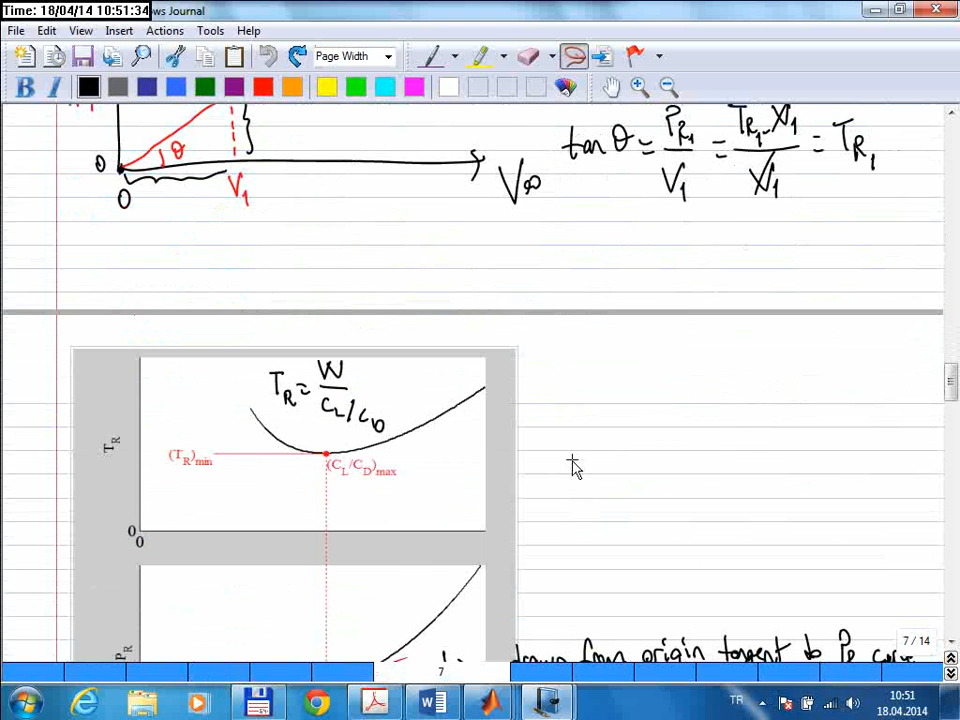 Time: 18/04/14 10:51:34
ows Journal
File Edit View Insert Actions Tools Help
Page Width
B I
0
θ
0
V1
V∞
tan θ = PR1 / V1 = TR1 . V1 / V1 = TR1
TR = W / CL/CD
TR
(TR)min
(CL/CD)max
0
0
PR
drawn from origin tangent to PR curve
7 / 14
7
TR
10:51
18.04.2014